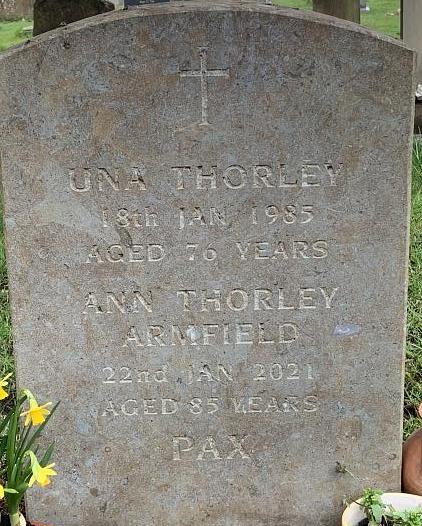 UNA THORLEY
18th JAN 1985
AGED 76 YEARS
ANN THORLEY
ARMFIELD
22nd JAN 2021
AGED 85 YEARS
PAX